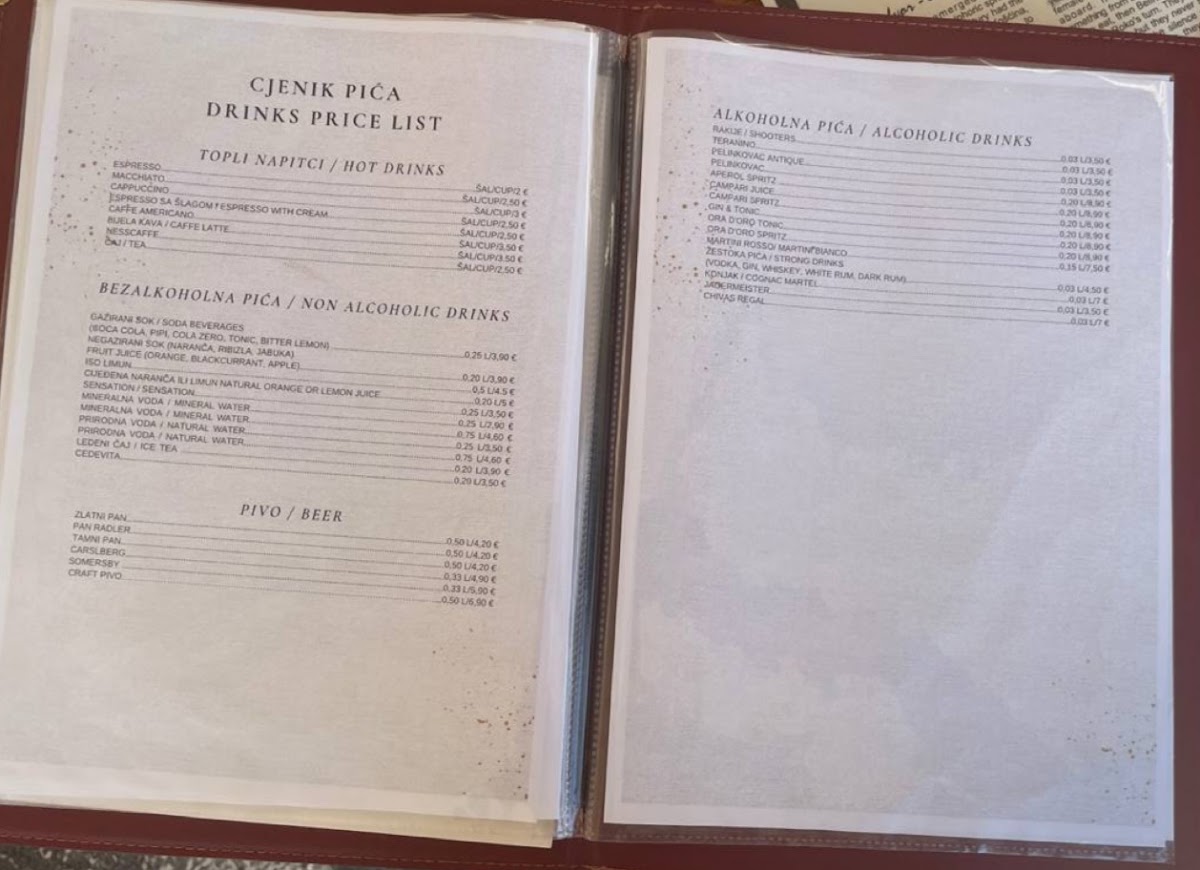 CJENIK PIĆA
DRINKS PRICE LIST
TOPLI NAPITCI / HOT DRINKS
ESPRESSO ŠAL/CUP/2 €
MACCHIATO ŠAL/CUP/2,50 €
CAPPUCCINO ŠAL/CUP/3 €
ESPRESSO SA ŠLAGOM / ESPRESSO WITH CREAM ŠAL/CUP/2,50 €
CAFFE AMERICANO ŠAL/CUP/2,50 €
BIJELA KAVA / CAFFE LATTE ŠAL/CUP/3,50 €
NESSCAFFE ŠAL/CUP/3.50 €
ČAJ / TEA ŠAL/CUP/2,50 €
BEZALKOHOLNA PIĆA / NON ALCOHOLIC DRINKS
GAZIRANI SOK / SODA BEVERAGES
(BOCA COLA, PIPI, COLA ZERO, TONIC, BITTER LEMON) 0,25 L/3,90 €
NEGAZIRANI SOK (NARANČA, RIBIZLA, JABUKA)
FRUIT JUICE (ORANGE, BLACKCURRANT, APPLE) 0,20 L/3,90 €
ISO LIMUN 0,5 L/4.5 €
CIJEĐENA NARANČA ILI LIMUN NATURAL ORANGE OR LEMON JUICE 0,20 L/5 €
SENSATION / SENSATION 0,25 L/3,50 €
MINERALNA VODA / MINERAL WATER 0,25 L/2,90 €
MINERALNA VODA / MINERAL WATER 0,75 L/4,60 €
PRIRODNA VODA / NATURAL WATER 0,25 L/3,50 €
PRIRODNA VODA / NATURAL WATER 0,75 L/4,60 €
LEDENI ČAJ / ICE TEA 0,20 L/3,90 €
CEDEVITA 0,20 L/3,50 €
PIVO / BEER
ZLATNI PAN 0,50 L/4,20 €
PAN RADLER 0,50 L/4,20 €
TAMNI PAN 0,50 L/4,20 €
CARSLBERG 0,33 L/4,90 €
SOMERSBY 0,33 L/5,90 €
CRAFT PIVO 0,50 L/6,90 €
ALKOHOLNA PIĆA / ALCOHOLIC DRINKS
RAKIJE / SHOOTERS 0,03 L/3,50 €
TERANINO 0,03 L/3,50 €
PELINKOVAC ANTIQUE 0,03 L/3,50 €
PELINKOVAC 0,03 L/3,50 €
APEROL SPRITZ 0,20 L/8,90 €
CAMPARI JUICE 0,20 L/8,90 €
CAMPARI SPRITZ 0,20 L/8,90 €
GIN & TONIC 0,20 L/8,90 €
ORA D'ORO TONIC 0,20 L/8,90 €
ORA D'ORO SPRITZ 0,20 L/8,90 €
MARTINI ROSSO/ MARTINI BIANCO 0,15 L/7,50 €
ŽESTOKA PIĆA / STRONG DRINKS
(VODKA, GIN, WHISKEY, WHITE RUM, DARK RUM) 0,03 L/4,50 €
KONJAK / COGNAC MARTEL 0,03 L/7 €
JAGERMEISTER 0,03 L/3,50 €
CHIVAS REGAL 0,03 L/7 €